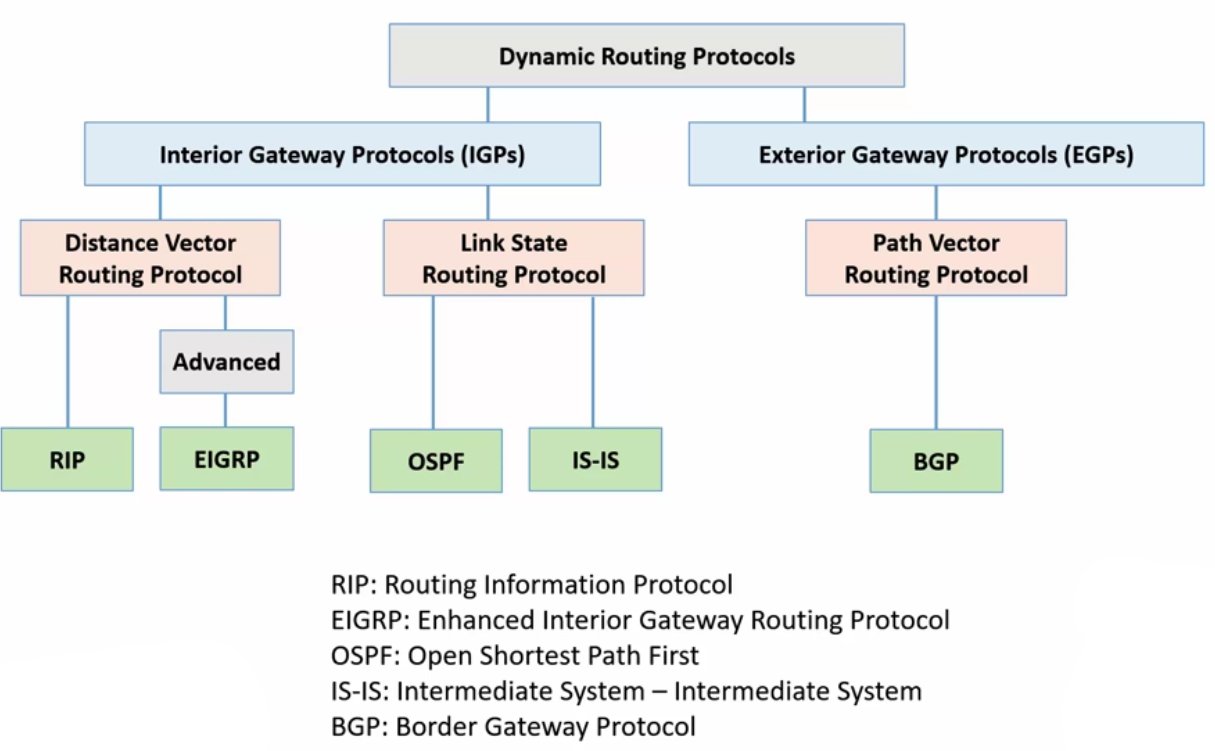 Dynamic Routing Protocols
Interior Gateway Protocols (IGPs)
Exterior Gateway Protocols (EGPs)
Distance Vector
Routing Protocol
Link State
Routing Protocol
Path Vector
Routing Protocol
Advanced
RIP
EIGRP
OSPF
IS-IS
BGP
RIP: Routing Information Protocol
EIGRP: Enhanced Interior Gateway Routing Protocol
OSPF: Open Shortest Path First
IS-IS: Intermediate System – Intermediate System
BGP: Border Gateway Protocol